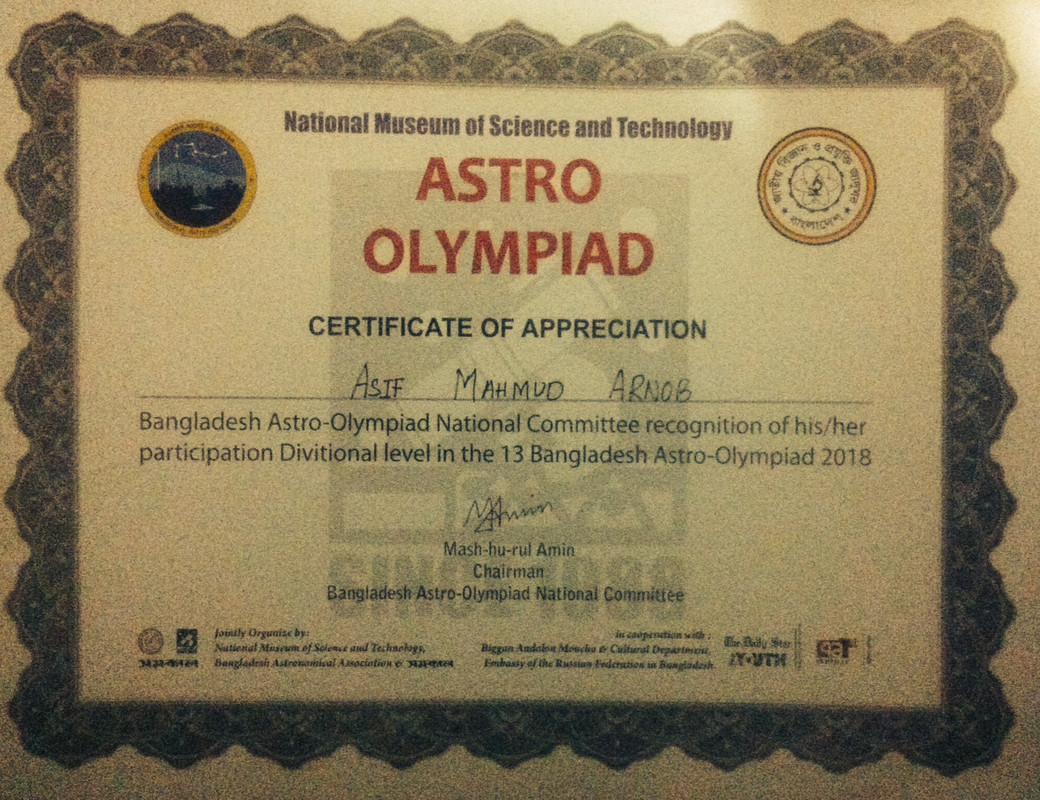 National Museum of Science and Technology
ASTRO
OLYMPIAD
জাতীয় বিজ্ঞান ও প্রযুক্তি জাদুঘর
বাংলাদেশ
CERTIFICATE OF APPRECIATION
ASIF MAHMUD ARNOB
Bangladesh Astro-Olympiad National Committee recognition of his/her
participation Divitional level in the 13 Bangladesh Astro-Olympiad 2018
Mash-hu-rul Amin
Chairman
Bangladesh Astro-Olympiad National Committee
Jointly Organize by:
National Museum of Science and Technology,
Bangladesh Astronomical Association &
in cooperation with :
Biggan Andolon Moncho & Cultural Department,
Embassy of the Russian Federation in Bangladesh.
The Daily Star
YOUTH